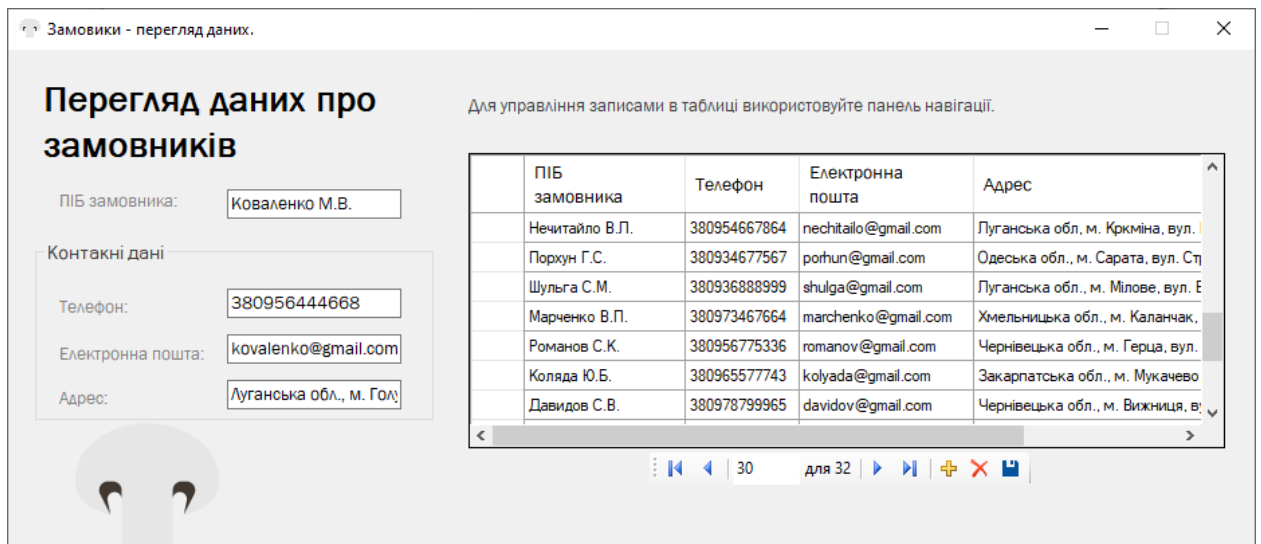 Замовики - перегляд даних.
Перегляд даних про
замовників
ПІБ замовника:
Коваленко М.В.
Контакні дані
Телефон:
380956444668
Електронна пошта:
kovalenko@gmail.com
Адрес:
Луганська обл., м. Гол
Для управління записами в таблиці використовуйте панель навігації.
ПІБ замовника Телефон Електронна пошта Адрес
Нечитайло В.П. 380954667864 nechitailo@gmail.com Луганська обл, м. Кркміна, вул.
Порхун Г.С. 380934677567 porhun@gmail.com Одеська обл., м. Сарата, вул. Ст
Шульга С.М. 380936888999 shulga@gmail.com Луганська обл., м. Мілове, вул.
Марченко В.П. 380973467664 marchenko@gmail.com Хмельницька обл., м. Каланчак,
Романов С.К. 380956775336 romanov@gmail.com Чернівецька обл., м. Герца, вул.
Коляда Ю.Б. 380965577743 kolyada@gmail.com Закарпатська обл., м. Мукачево
Давидов С.В. 380978799965 davidov@gmail.com Чернівецька обл., м. Вижниця, в
30 для 32